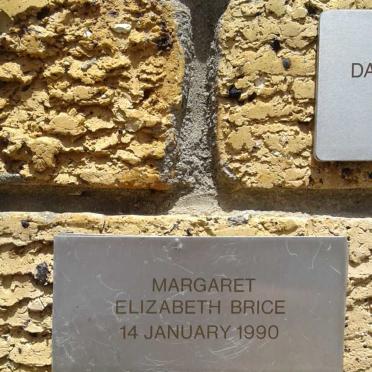 DA
MARGARET
ELIZABETH BRICE
14 JANUARY 1990